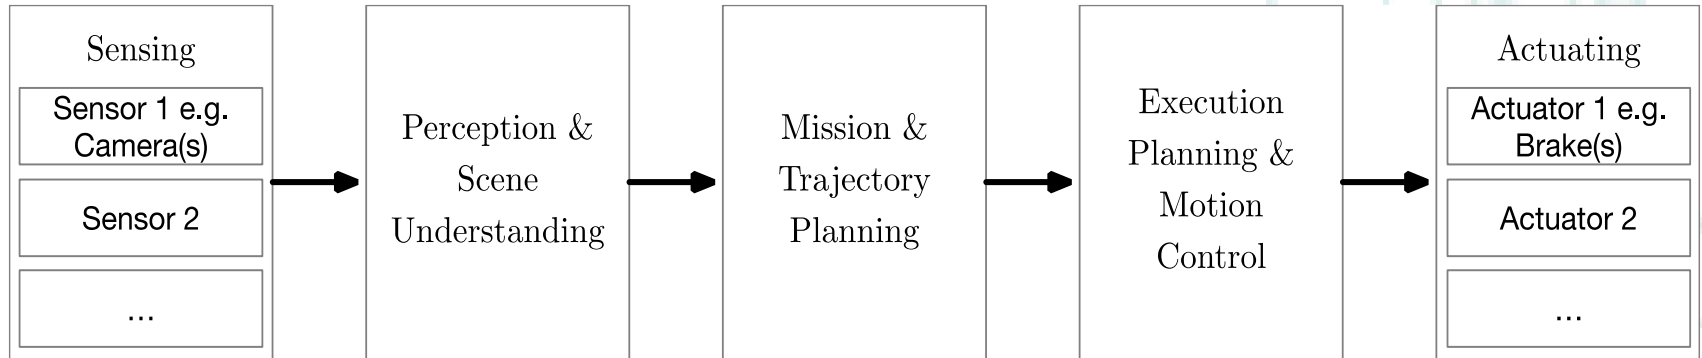 Sensing
Sensor 1 e.g.
Camera(s)
Sensor 2
...
Perception &
Scene
Understanding
Mission &
Trajectory
Planning
Execution
Planning &
Motion
Control
Actuating
Actuator 1 e.g.
Brake(s)
Actuator 2
...